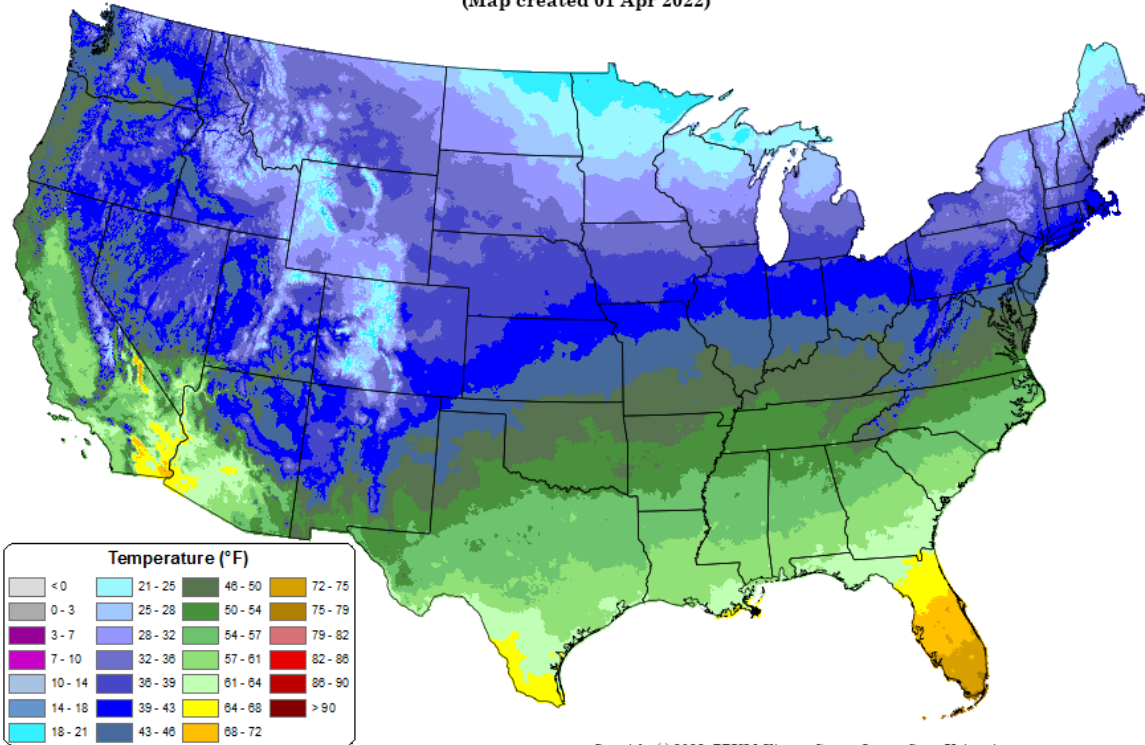 (Map created 01 Apr 2022)
Temperature (°F)
< 0
0 - 3
3 - 7
7 - 10
10 - 14
14 - 18
18 - 21
21 - 25
25 - 28
28 - 32
32 - 36
36 - 39
39 - 43
43 - 46
46 - 50
50 - 54
54 - 57
57 - 61
61 - 64
64 - 68
68 - 72
72 - 75
75 - 79
79 - 82
82 - 86
86 - 90
> 90